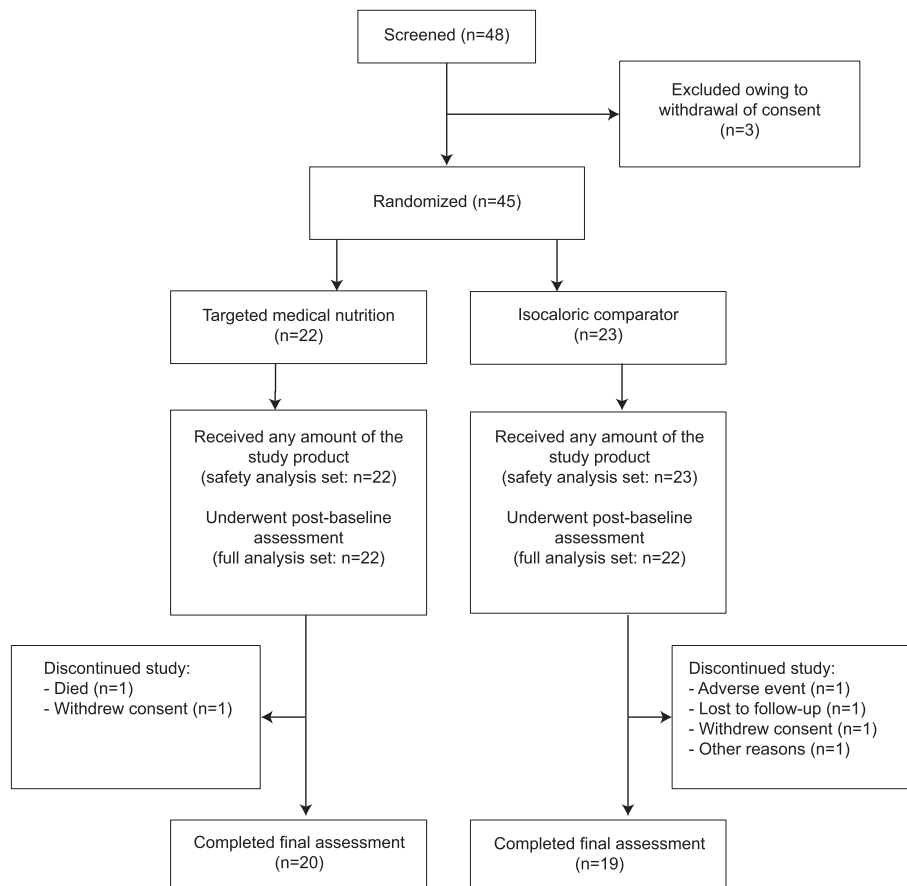 Screened (n=48)
Excluded owing to
withdrawal of consent
(n=3)
Randomized (n=45)
Targeted medical nutrition
(n=22)
Isocaloric comparator
(n=23)
Received any amount of the
study product
(safety analysis set: n=22)
Underwent post-baseline
assessment
(full analysis set: n=22)
Received any amount of the
study product
(safety analysis set: n=23)
Underwent post-baseline
assessment
(full analysis set: n=22)
Discontinued study:
- Died (n=1)
- Withdrew consent (n=1)
Discontinued study:
- Adverse event (n=1)
- Lost to follow-up (n=1)
- Withdrew consent (n=1)
- Other reasons (n=1)
Completed final assessment
(n=20)
Completed final assessment
(n=19)